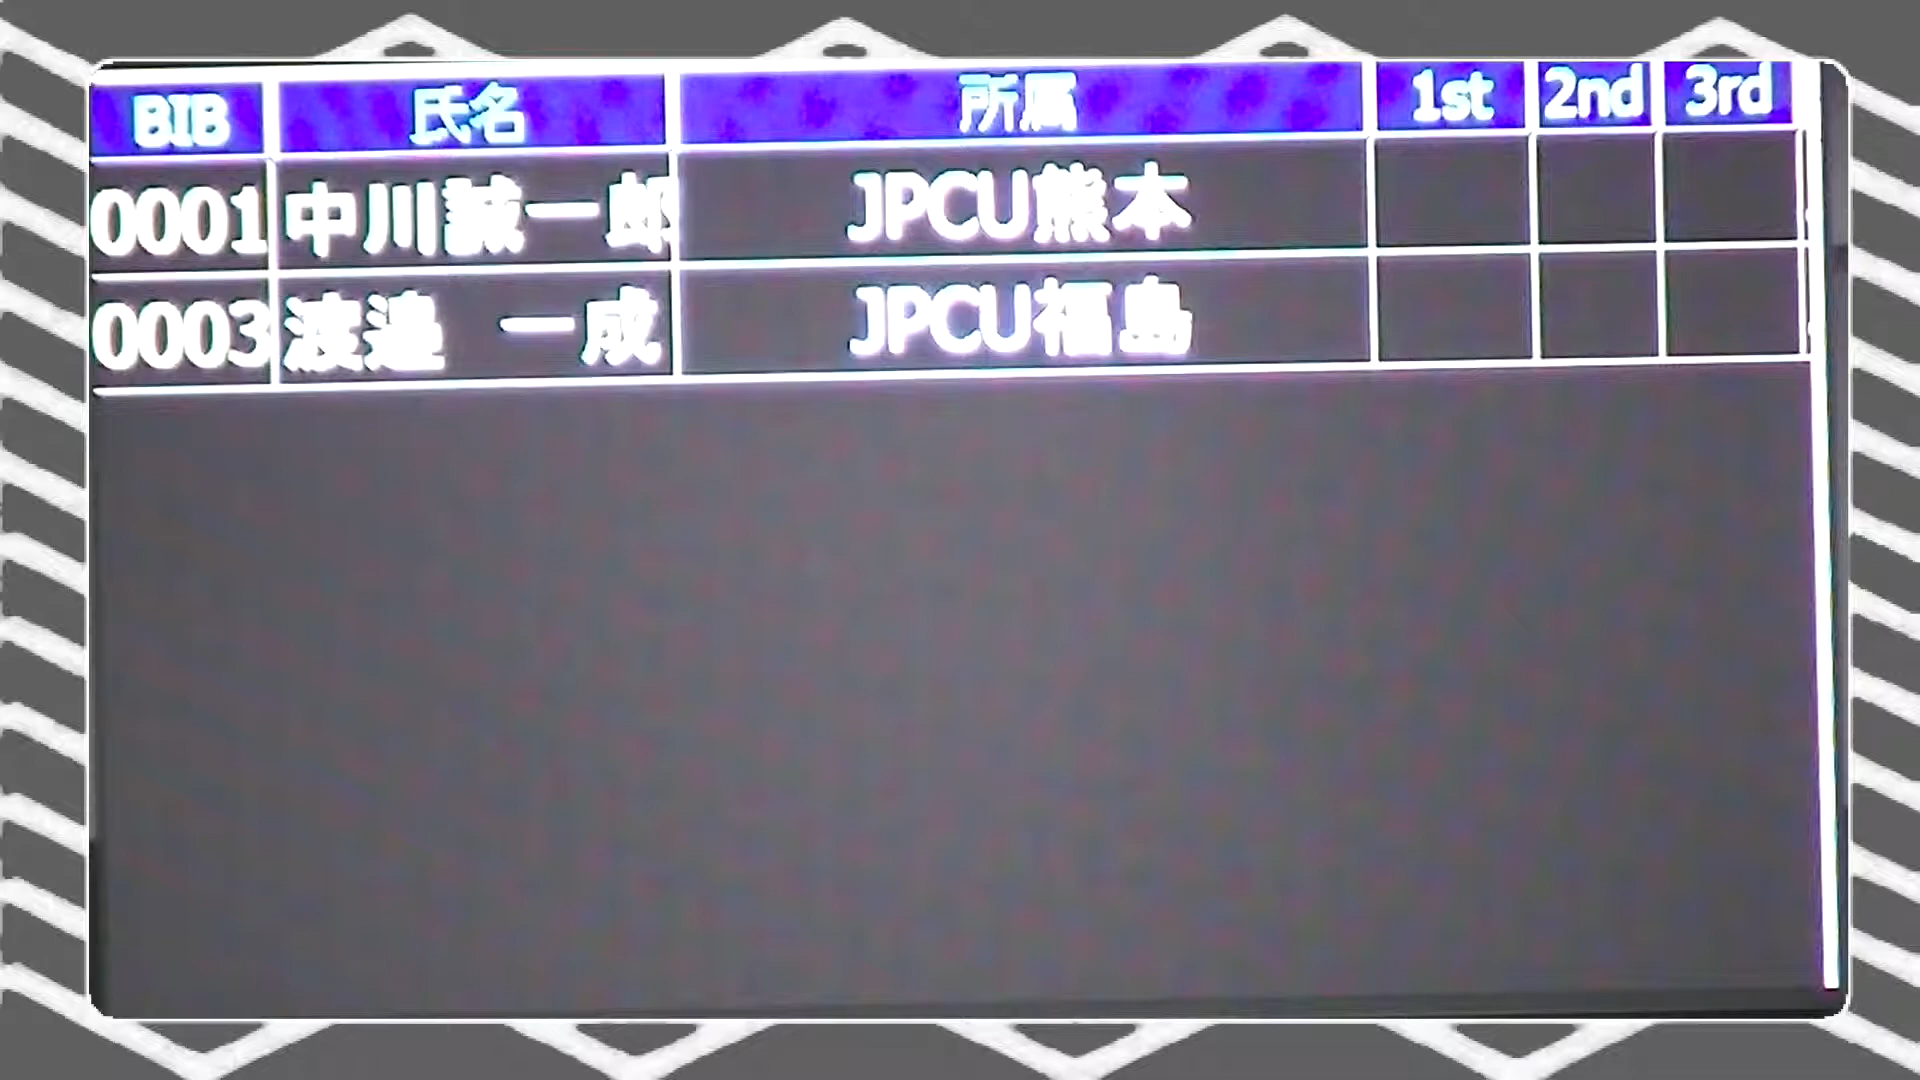 BIB 氏名 所属 1st 2nd 3rd
0001 中川誠一郎 JPCU熊本
0003 渡邉 一成 JPCU福島